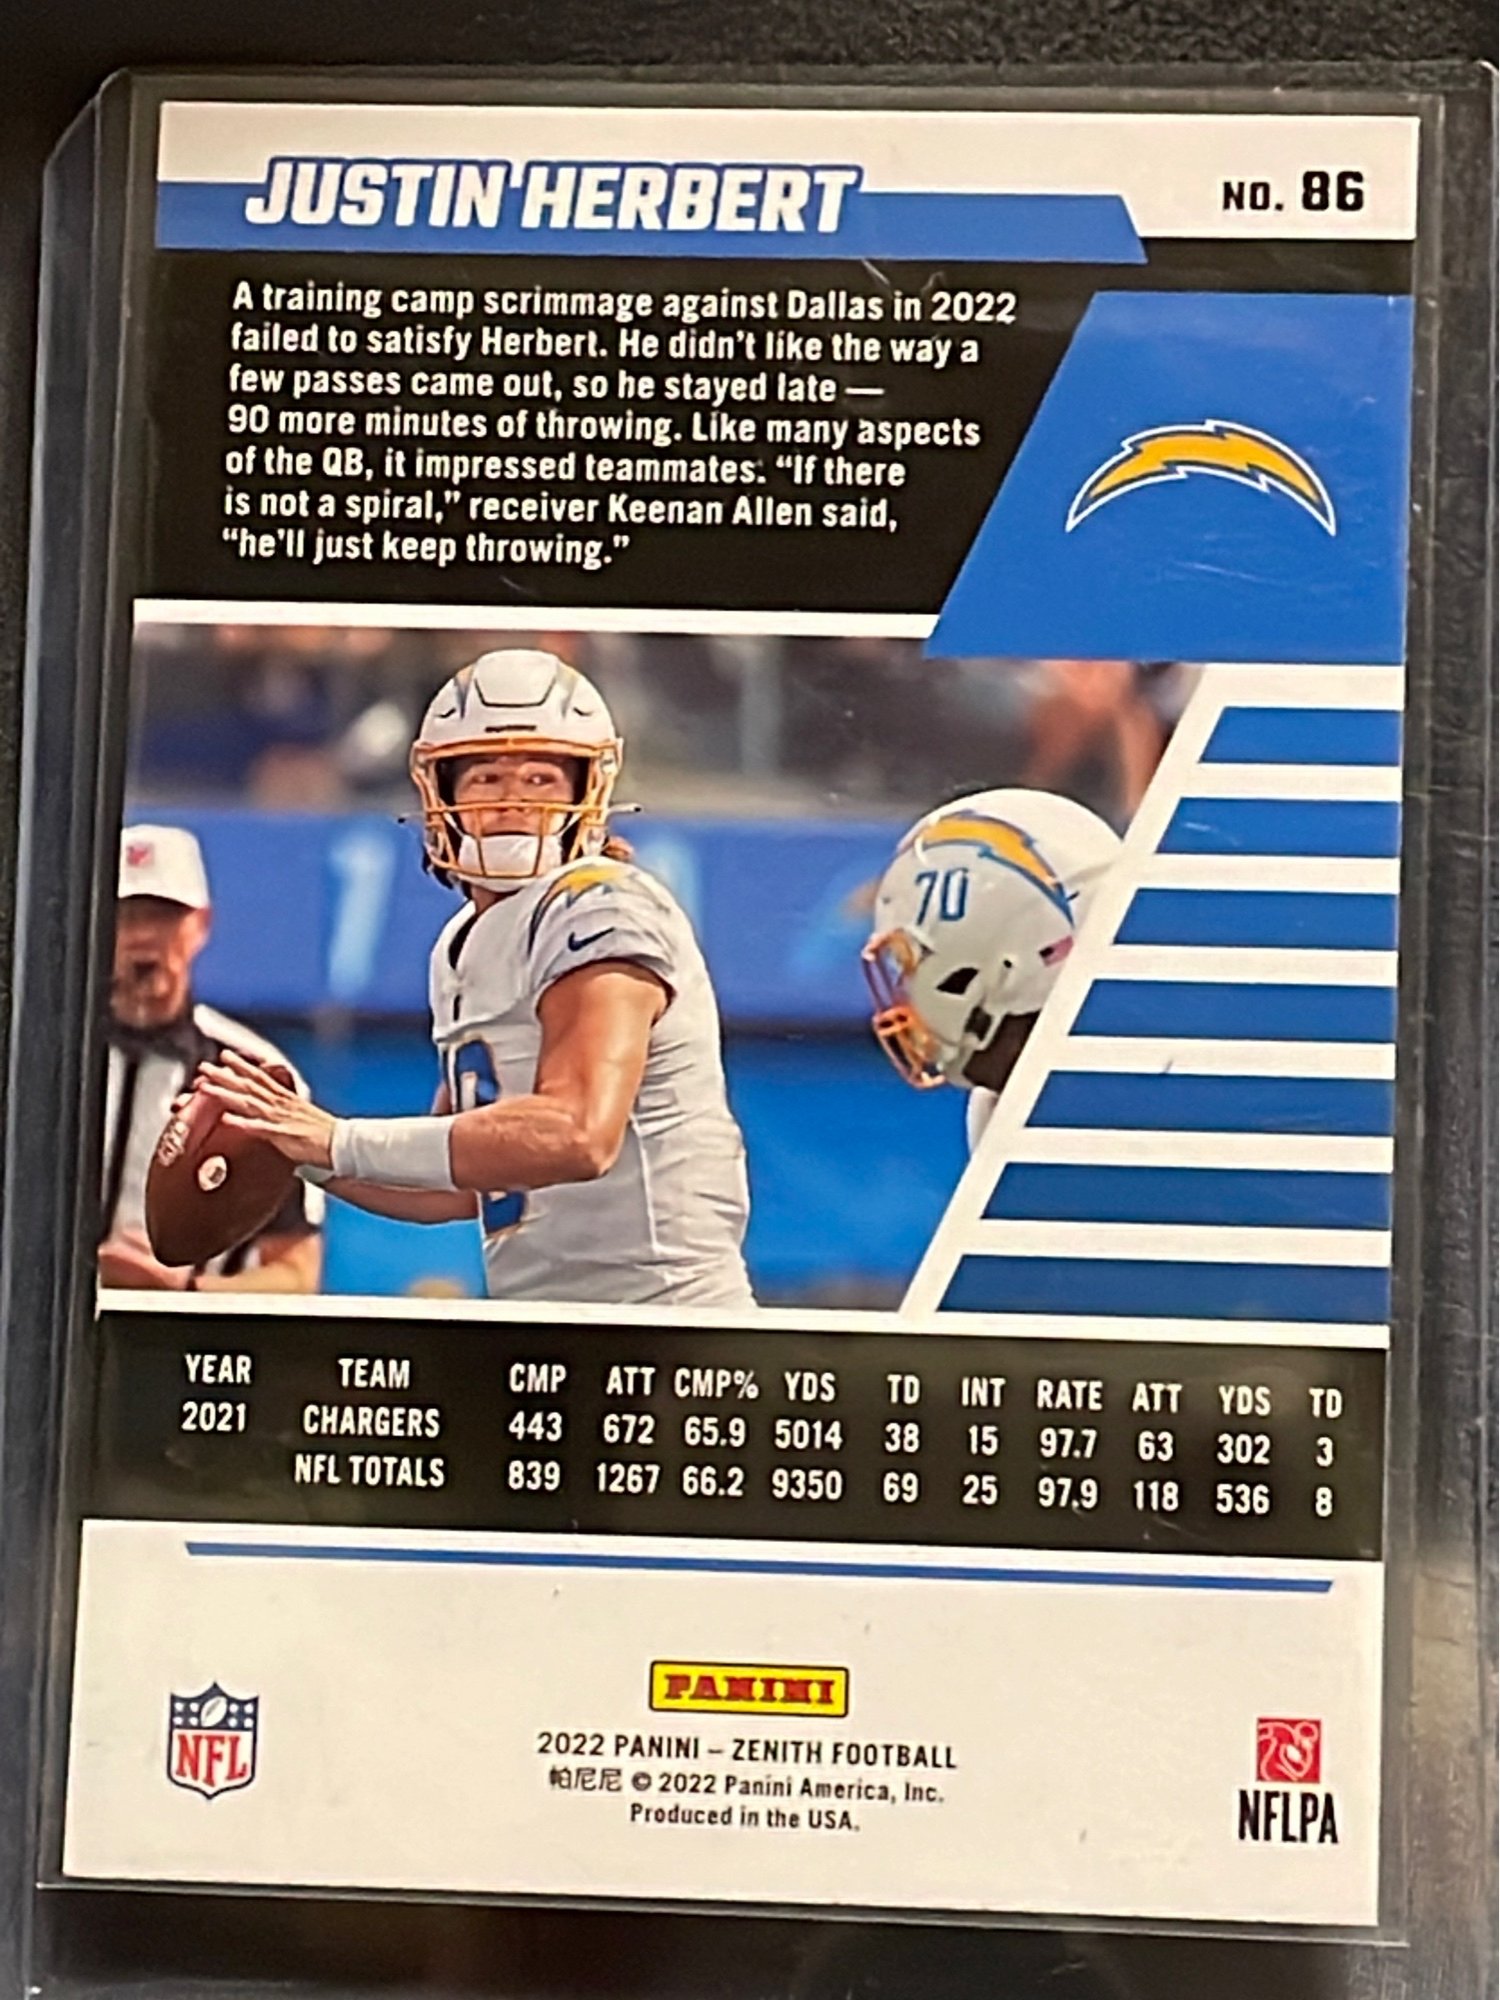 JUSTIN HERBERT
NO. 86
A training camp scrimmage against Dallas in 2022
failed to satisfy Herbert. He didn't like the way a
few passes came out, so he stayed late —
90 more minutes of throwing. Like many aspects
of the QB, it impressed teammates. “If there
is not a spiral,” receiver Keenan Allen said,
“he'll just keep throwing.”
70
YEAR TEAM CMP ATT CMP% YDS TD INT RATE ATT YDS TD
2021 CHARGERS 443 672 65.9 5014 38 15 97.7 63 302 3
NFL TOTALS 839 1267 66.2 9350 69 25 97.9 118 536 8
PANINI
NFL
2022 PANINI – ZENITH FOOTBALL
帕尼尼 © 2022 Panini America, Inc.
Produced in the USA.
NFLPA